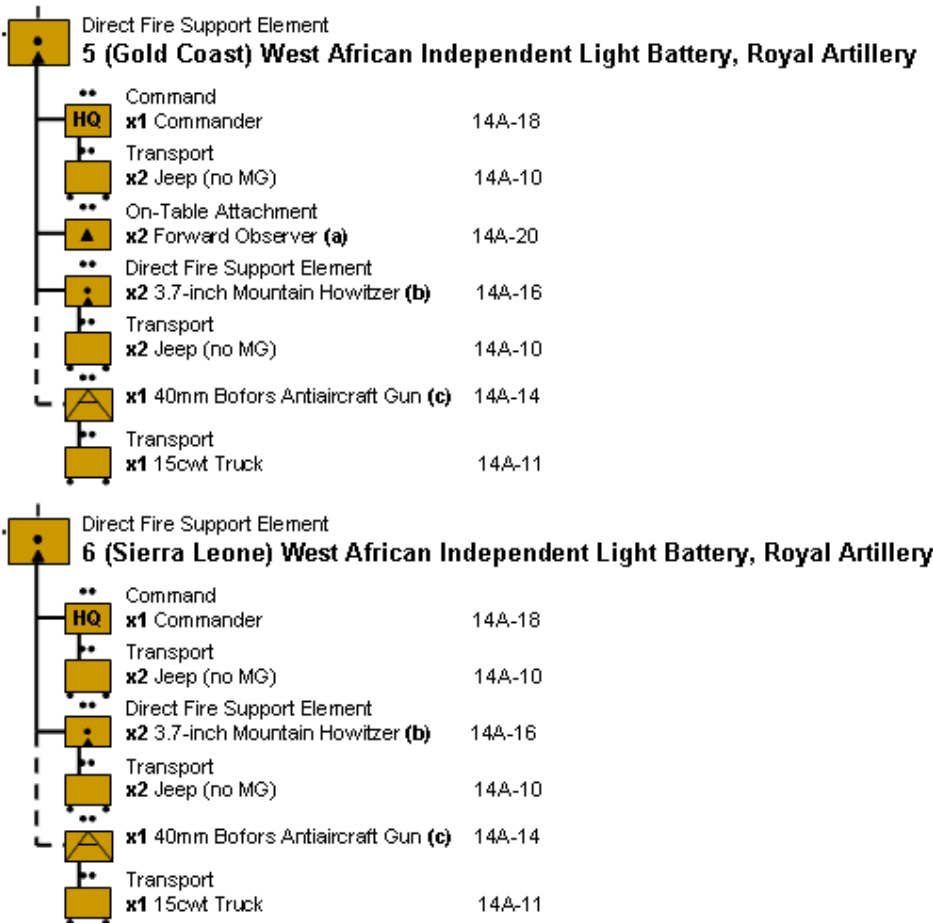 Direct Fire Support Element
5 (Gold Coast) West African Independent Light Battery, Royal Artillery
Command
HQ x1 Commander 14A-18
Transport
x2 Jeep (no MG) 14A-10
On-Table Attachment
x2 Forward Observer (a) 14A-20
Direct Fire Support Element
x2 3.7-inch Mountain Howitzer (b) 14A-16
Transport
x2 Jeep (no MG) 14A-10
x1 40mm Bofors Antiaircraft Gun (c) 14A-14
Transport
x1 15cwt Truck 14A-11
Direct Fire Support Element
6 (Sierra Leone) West African Independent Light Battery, Royal Artillery
Command
HQ x1 Commander 14A-18
Transport
x2 Jeep (no MG) 14A-10
Direct Fire Support Element
x2 3.7-inch Mountain Howitzer (b) 14A-16
Transport
x2 Jeep (no MG) 14A-10
x1 40mm Bofors Antiaircraft Gun (c) 14A-14
Transport
x1 15cwt Truck 14A-11